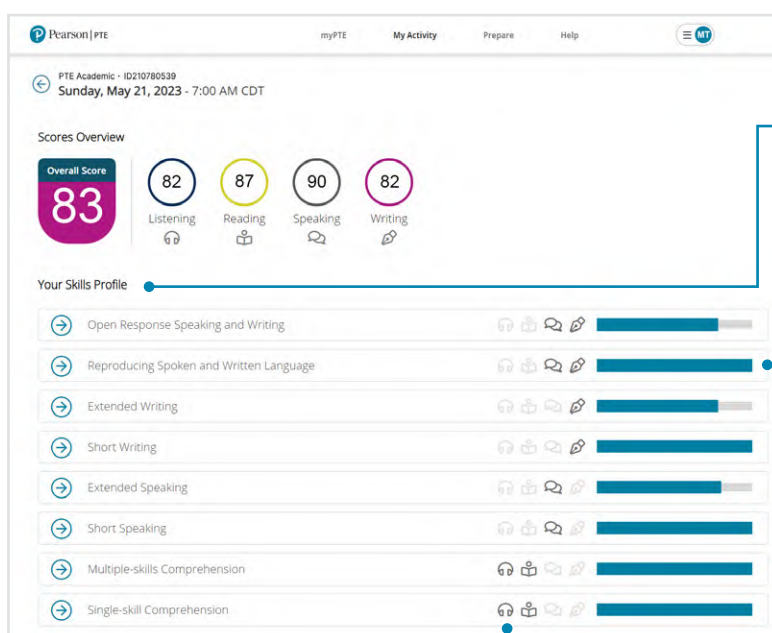 Pearson | PTE
myPTE My Activity Prepare Help
MT
PTE Academic · ID210780539
Sunday, May 21, 2023 - 7:00 AM CDT
Scores Overview
Overall Score
83
82 87 90 82
Listening Reading Speaking Writing
Your Skills Profile
Open Response Speaking and Writing
Reproducing Spoken and Written Language
Extended Writing
Short Writing
Extended Speaking
Short Speaking
Multiple-skills Comprehension
Single-skill Comprehension